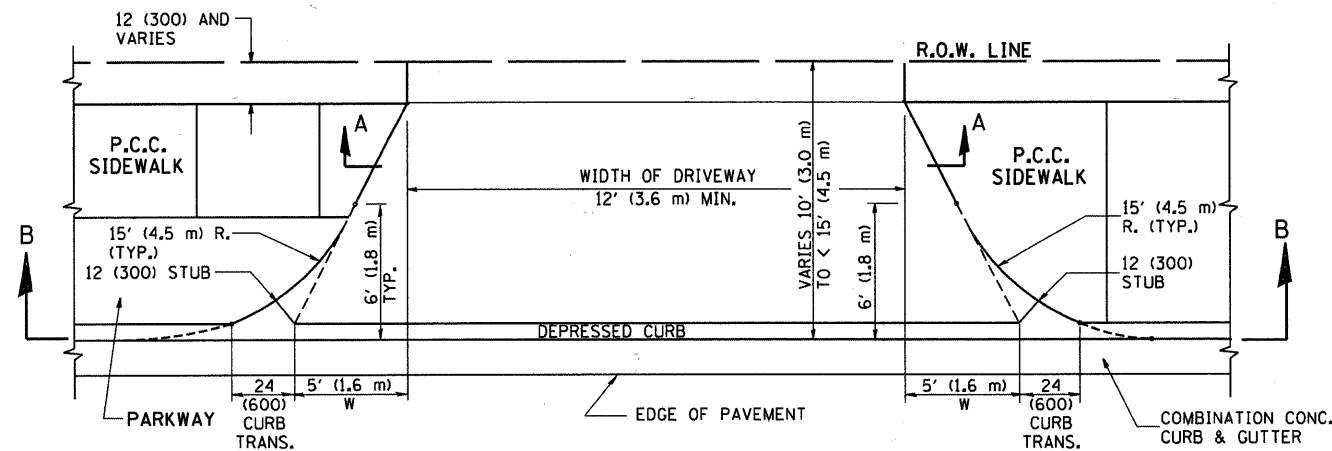 12 (300) AND
VARIES
R.O.W. LINE
A
A
P.C.C.
SIDEWALK
P.C.C.
SIDEWALK
WIDTH OF DRIVEWAY
12' (3.6 m) MIN.
VARIES 10' (3.0 m)
TO < 15' (4.5 m)
B
B
15' (4.5 m) R.
(TYP.)
12 (300) STUB
6' (1.8 m)
TYP.
6' (1.8 m)
15' (4.5 m)
R. (TYP.)
12 (300)
STUB
DEPRESSED CURB
24
(600)
CURB
TRANS.
5' (1.6 m)
W
5' (1.6 m)
W
24
(600)
CURB
TRANS.
PARKWAY
EDGE OF PAVEMENT
COMBINATION CONC.
CURB & GUTTER